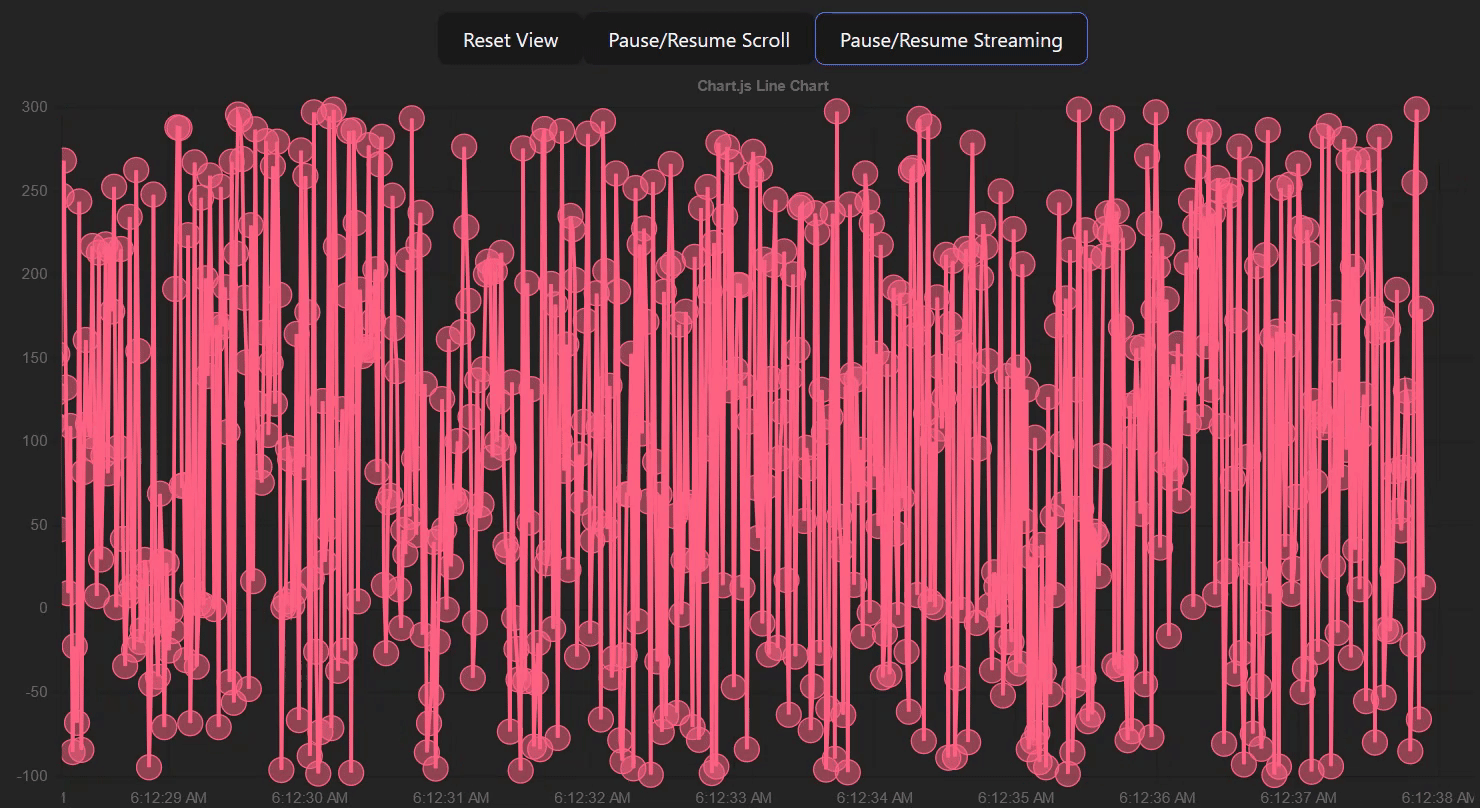 Reset View
Pause/Resume Scroll
Pause/Resume Streaming
Chart.js Line Chart
300
250
200
150
100
50
0
-50
-100
6:12:29 AM
6:12:30 AM
6:12:31 AM
6:12:32 AM
6:12:33 AM
6:12:34 AM
6:12:35 AM
6:12:36 AM
6:12:37 AM
6:12:38 AM